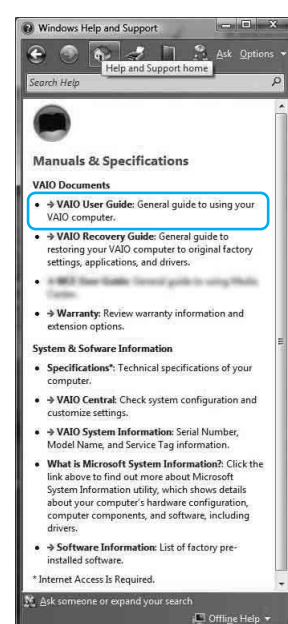 Windows Help and Support
Ask Options
Help and Support home
Search Help
Manuals & Specifications
VAIO Documents
• → VAIO User Guide: General guide to using your
VAIO computer.
• → VAIO Recovery Guide: General guide to
restoring your VAIO computer to original factory
settings, applications, and drivers.
• → Warranty: Review warranty information and
extension options.
System & Sofware Information
• Specifications*: Technical specifications of your
computer.
• → VAIO Central: Check system configuration and
customize settings.
• → VAIO System Information: Serial Number,
Model Name, and Service Tag information.
• What is Microsoft System Information?: Click the
link above to find out more about Microsoft
System Information utility, which shows details
about your computer's hardware configuration,
computer components, and software, including
drivers.
• → Software Information: List of factory pre-
installed software.
* Internet Access Is Required.
Ask someone or expand your search
Offline Help